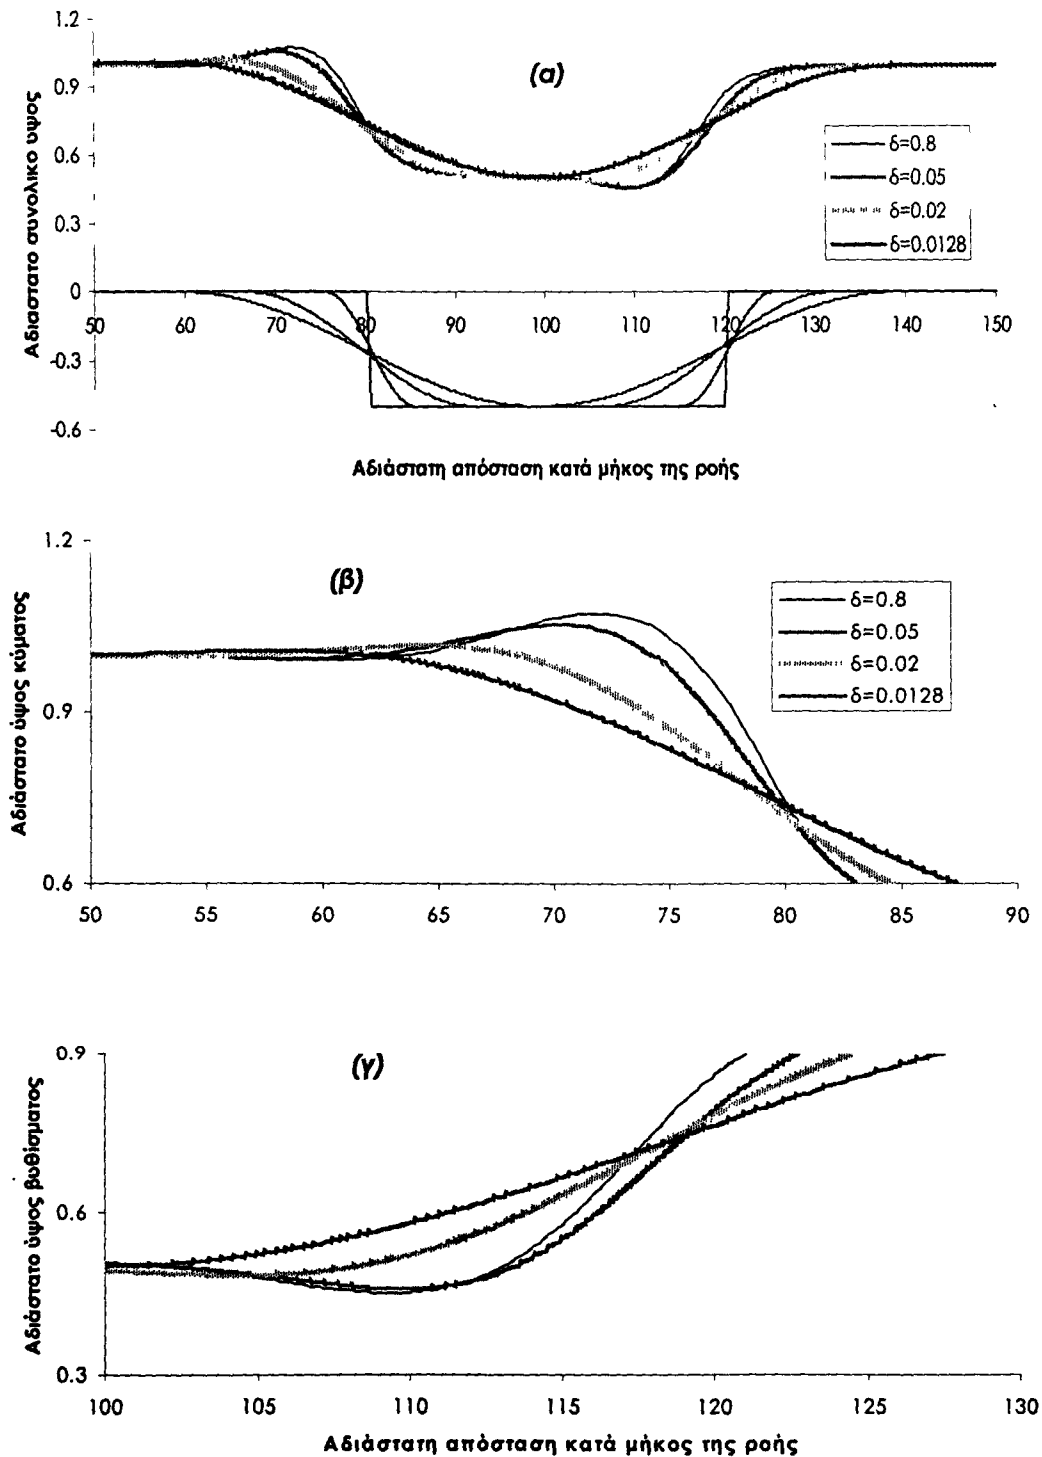 1.2
(α)
0.9
δ=0.8
0.6
δ=0.05
δ=0.02
0.3
δ=0.0128
0
50 60 70 80 90 100 110 120 130 140 150
-0.3
-0.6
Αδιαστατο συνολικο υψος
Αδιάστατη απόσταση κατά μήκος της ροής
1.2
(β)
δ=0.8
δ=0.05
δ=0.02
δ=0.0128
0.9
0.6
50 55 60 65 70 75 80 85 90
Αδιάστατο ύψος κύματος
0.9
(γ)
0.6
0.3
100 105 110 115 120 125 130
Αδιάστατο ύψος βυθίσματος
Αδιάστατη απόσταση κατά μήκος της ροής